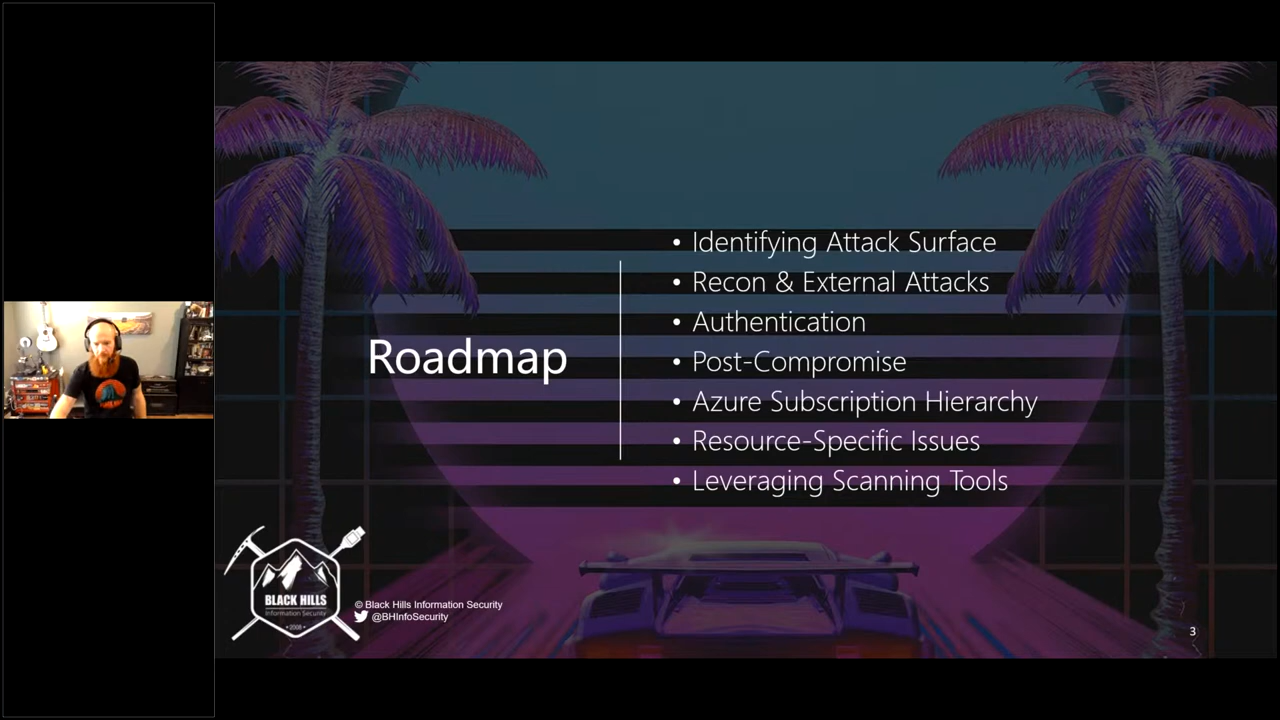 Roadmap
• Identifying Attack Surface
• Recon & External Attacks
• Authentication
• Post-Compromise
• Azure Subscription Hierarchy
• Resource-Specific Issues
• Leveraging Scanning Tools
BLACK HILLS
Information Security
• 2008 •
© Black Hills Information Security
@BHInfoSecurity
3